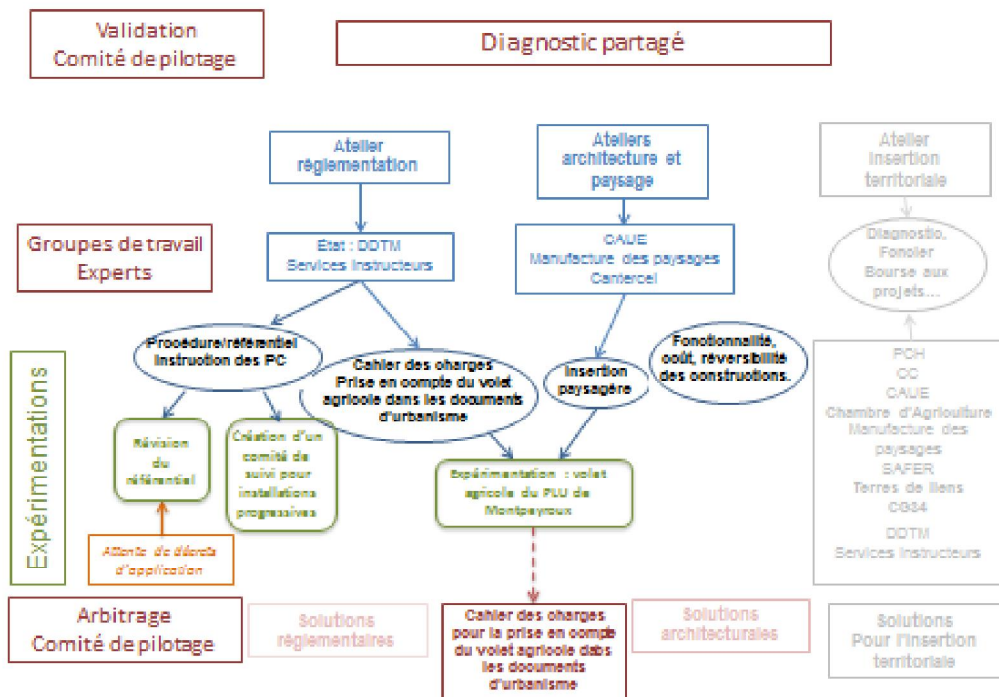 Validation
Comité de pilotage
Diagnostic partagé
Atelier
règlementation
Ateliers
architecture et
paysage
Atelier
Insertion
territoriale
Groupes de travail
Experts
État : DDTM
Services Instructeurs
CAUE
Manufacture des paysages
Cantercel
Diagnostic,
Foncier
Bourse aux
projets...
Expérimentations
Procédure/référentiel
Instruction des PC
Cahier des charges
Prise en compte du volet
agricole dans les documents
d'urbanisme
Insertion
paysagère
Fonctionnalité,
coût, réversibilité
des constructions.
PCH
CC
CAUE
Chambre d'Agriculture
Manufacture des
paysages
SAFER
Terres de liens
CG34
DDTM
Services Instructeurs
Révision
du
référentiel
Création d'un
comité de
suivi pour
installations
progressives
Expérimentation : volet
agricole du PLU de
Montpeyroux
Attente de décrets
d'application
Arbitrage
Comité de pilotage
Solutions
règlementaires
Cahier des charges
pour la prise en compte
du volet agricole dabs
les documents
d'urbanisme
Solutions
architecturales
Solutions
Pour l'insertion
territoriale